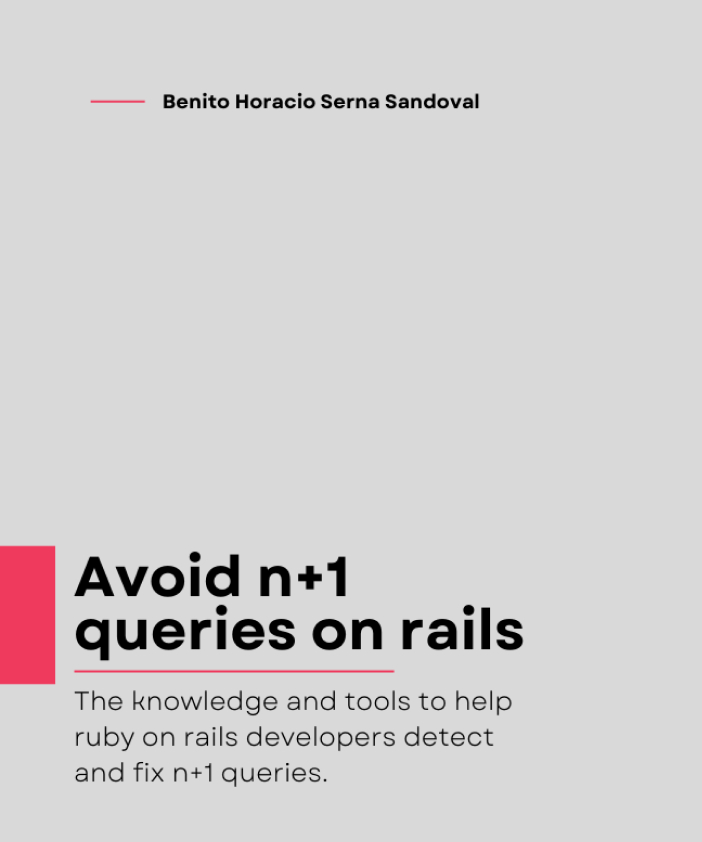 Benito Horacio Serna Sandoval
Avoid n+1
queries on rails
The knowledge and tools to help
ruby on rails developers detect
and fix n+1 queries.